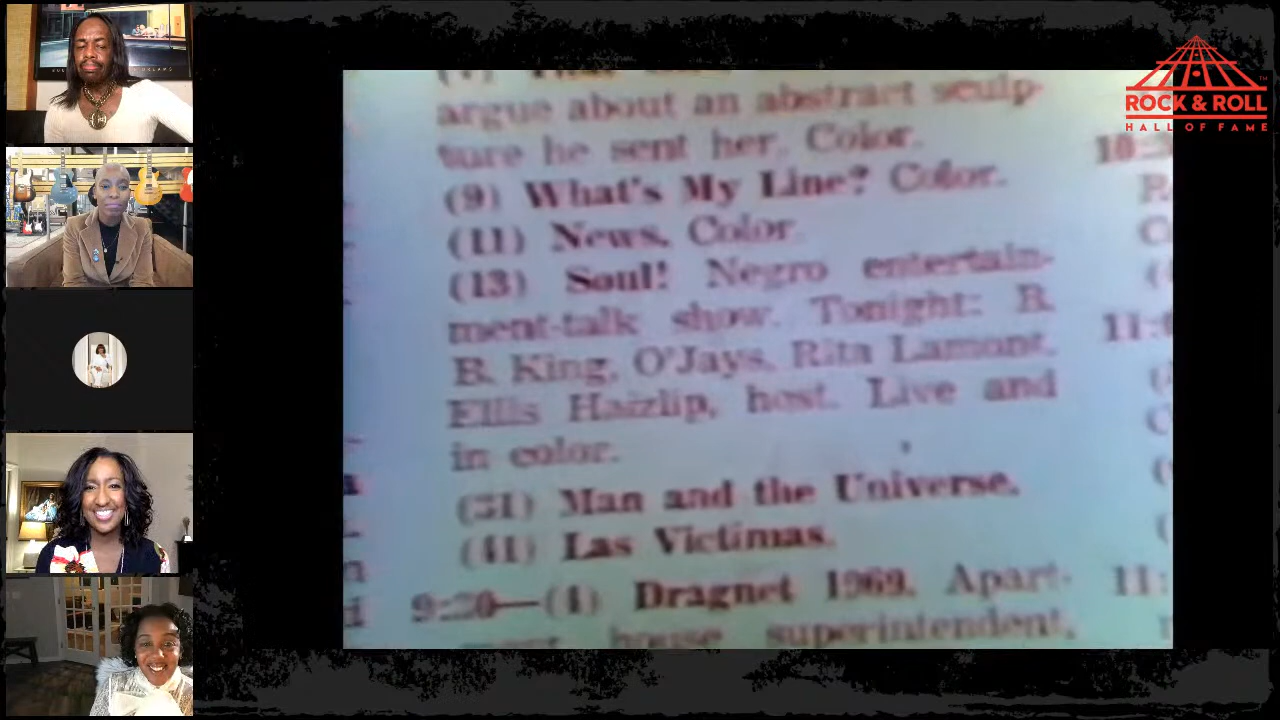 argue about an abstract sculp-
ture he sent her. Color.
(9) What's My Line? Color.
(11) News. Color
(13) Soul! Negro entertain-
ment-talk show. Tonight: B.
B. King, O'Jays, Rita Lamont.
Ellis Haizlip, host. Live and
in color.
(31) Man and the Universe.
(41) Las Victimas.
9:30—(4) Dragnet 1969. Apart-
house superintendent,
ROCK & ROLL
HALL OF FAME